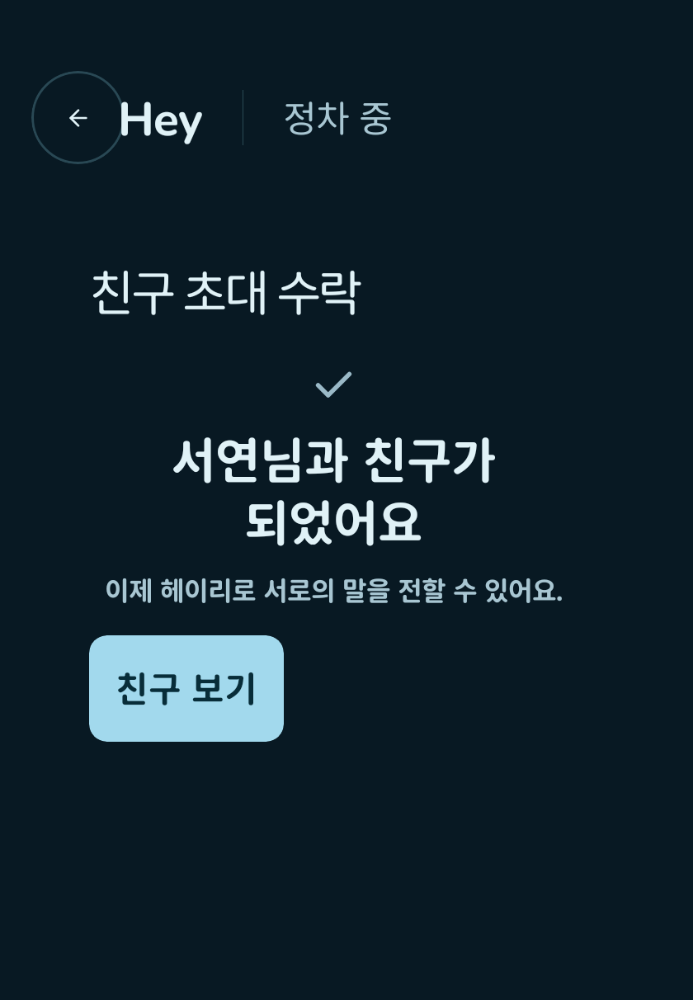 Hey 정차 중
친구 초대 수락
서연님과 친구가
되었어요
이제 헤이리로 서로의 말을 전할 수 있어요.
친구 보기